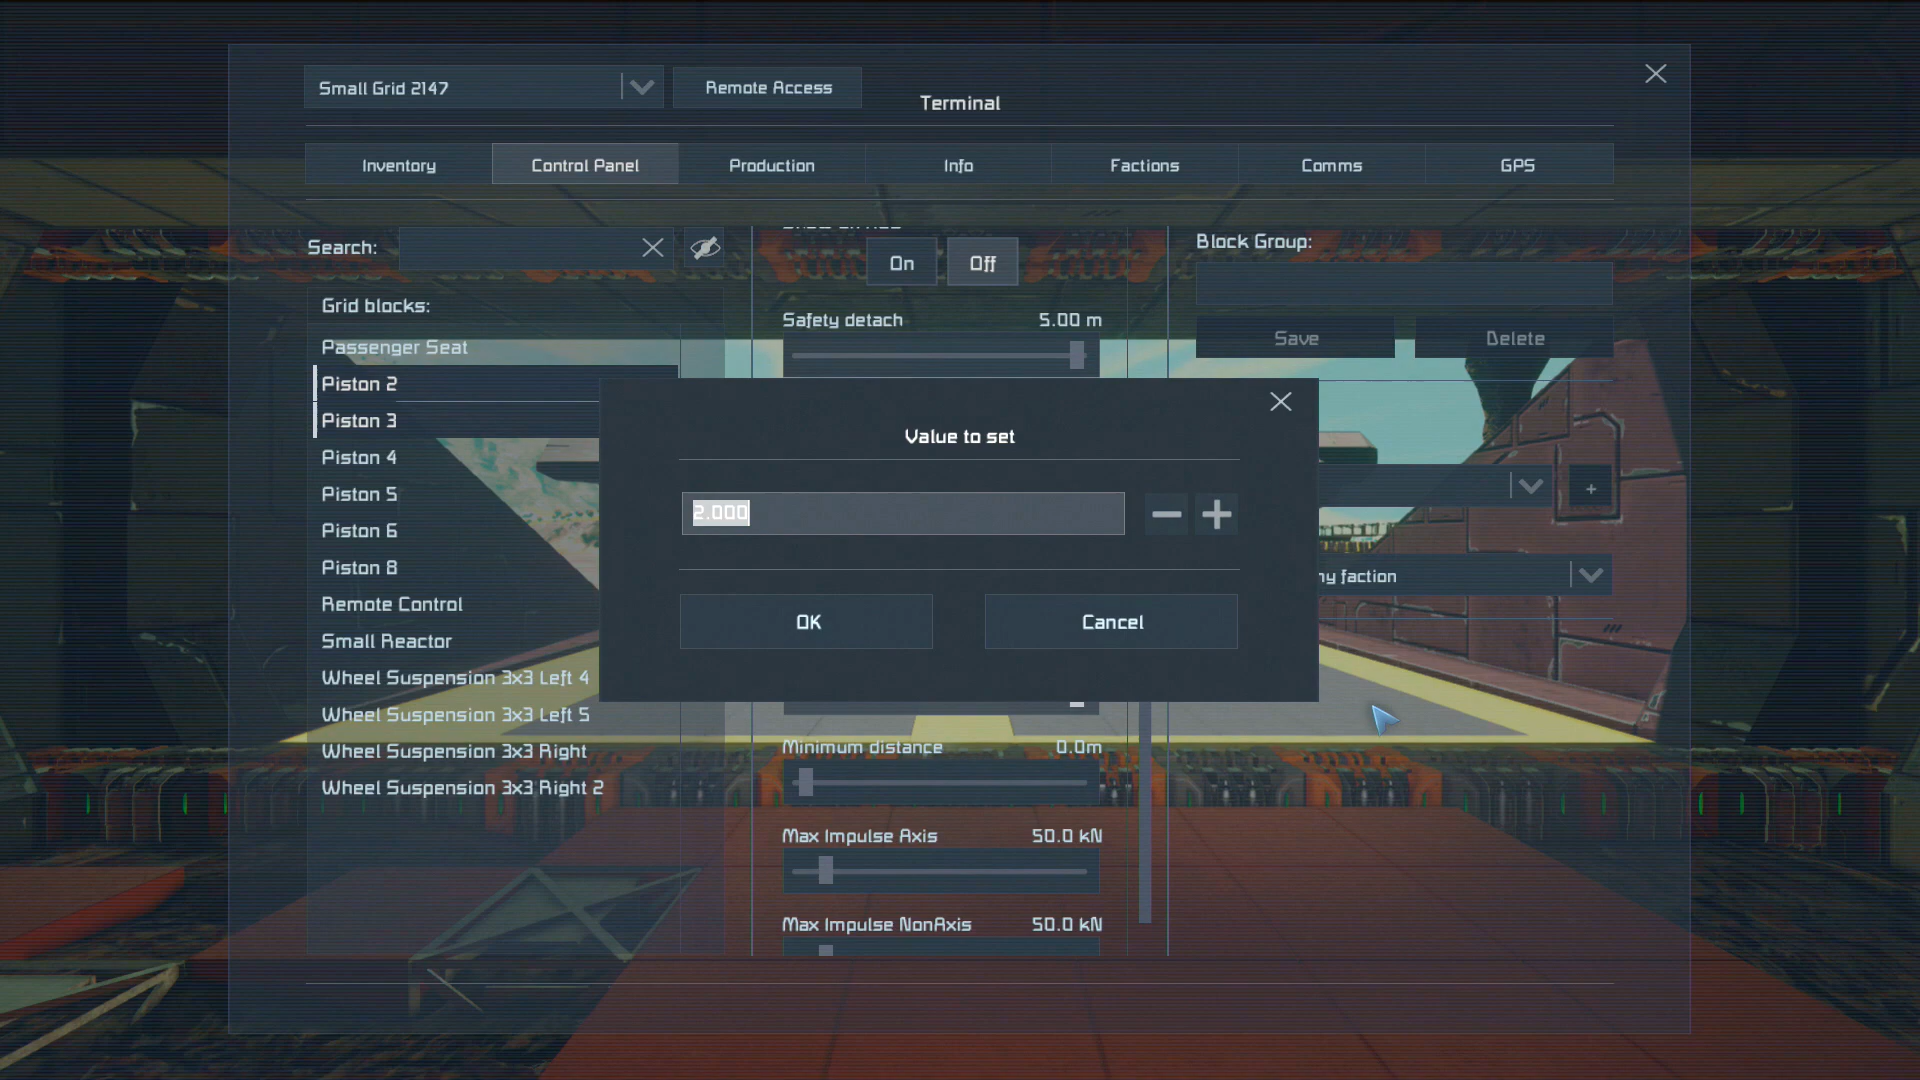 Small Grid 2147
Remote Access
Terminal
Inventory
Control Panel
Production
Info
Factions
Comms
GPS
Search:
Grid blocks:
Passenger Seat
Piston 2
Piston 3
Piston 4
Piston 5
Piston 6
Piston 8
Remote Control
Small Reactor
Wheel Suspension 3x3 Left 4
Wheel Suspension 3x3 Left 5
Wheel Suspension 3x3 Right
Wheel Suspension 3x3 Right 2
On
Off
Safety detach
5.00 m
Value to set
2.000
OK
Cancel
Minimum distance
0.0m
Max Impulse Axis
50.0 kN
Max Impulse NonAxis
50.0 kN
Block Group:
Save
Delete
+
ny faction